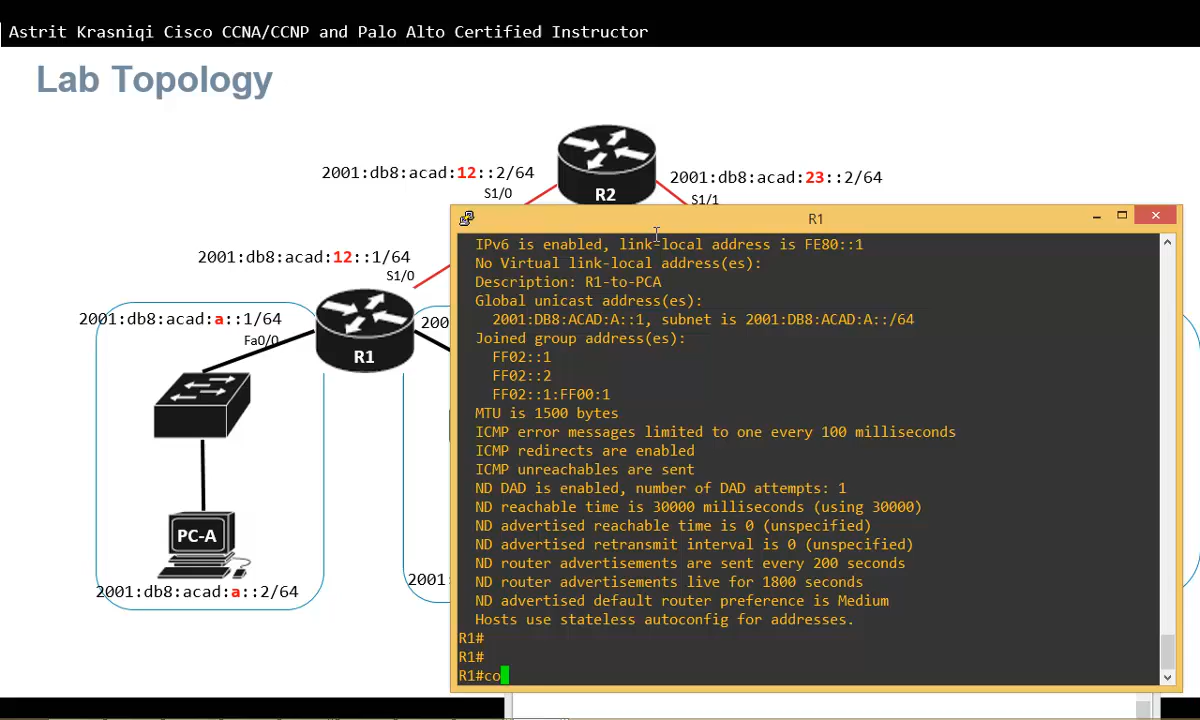 Astrit Krasniqi Cisco CCNA/CCNP and Palo Alto Certified Instructor
Lab Topology
2001:db8:acad:12::2/64
S1/0
R2
2001:db8:acad:23::2/64
S1/1
2001:db8:acad:12::1/64
S1/0
2001:db8:acad:a::1/64
Fa0/0
R1
200
PC-A
2001:db8:acad:a::2/64
2001:
R1
IPv6 is enabled, link-local address is FE80::1
No Virtual link-local address(es):
Description: R1-to-PCA
Global unicast address(es):
2001:DB8:ACAD:A::1, subnet is 2001:DB8:ACAD:A::/64
Joined group address(es):
FF02::1
FF02::2
FF02::1:FF00:1
MTU is 1500 bytes
ICMP error messages limited to one every 100 milliseconds
ICMP redirects are enabled
ICMP unreachables are sent
ND DAD is enabled, number of DAD attempts: 1
ND reachable time is 30000 milliseconds (using 30000)
ND advertised reachable time is 0 (unspecified)
ND advertised retransmit interval is 0 (unspecified)
ND router advertisements are sent every 200 seconds
ND router advertisements live for 1800 seconds
ND advertised default router preference is Medium
Hosts use stateless autoconfig for addresses.
R1#
R1#
R1#co